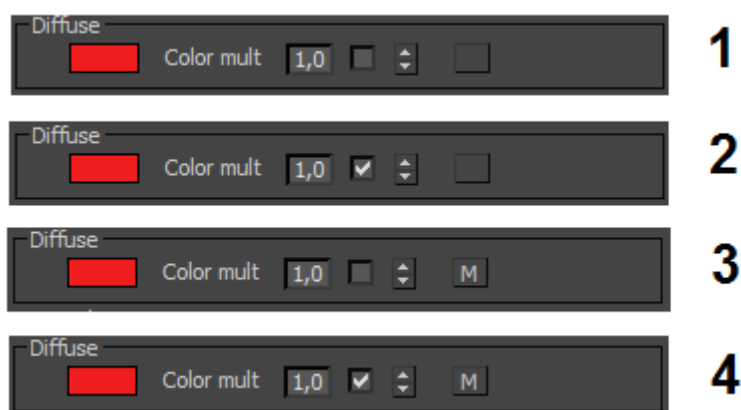 Diffuse
Color mult 1,0 1
Diffuse
Color mult 1,0 2
Diffuse
Color mult 1,0 M 3
Diffuse
Color mult 1,0 M 4